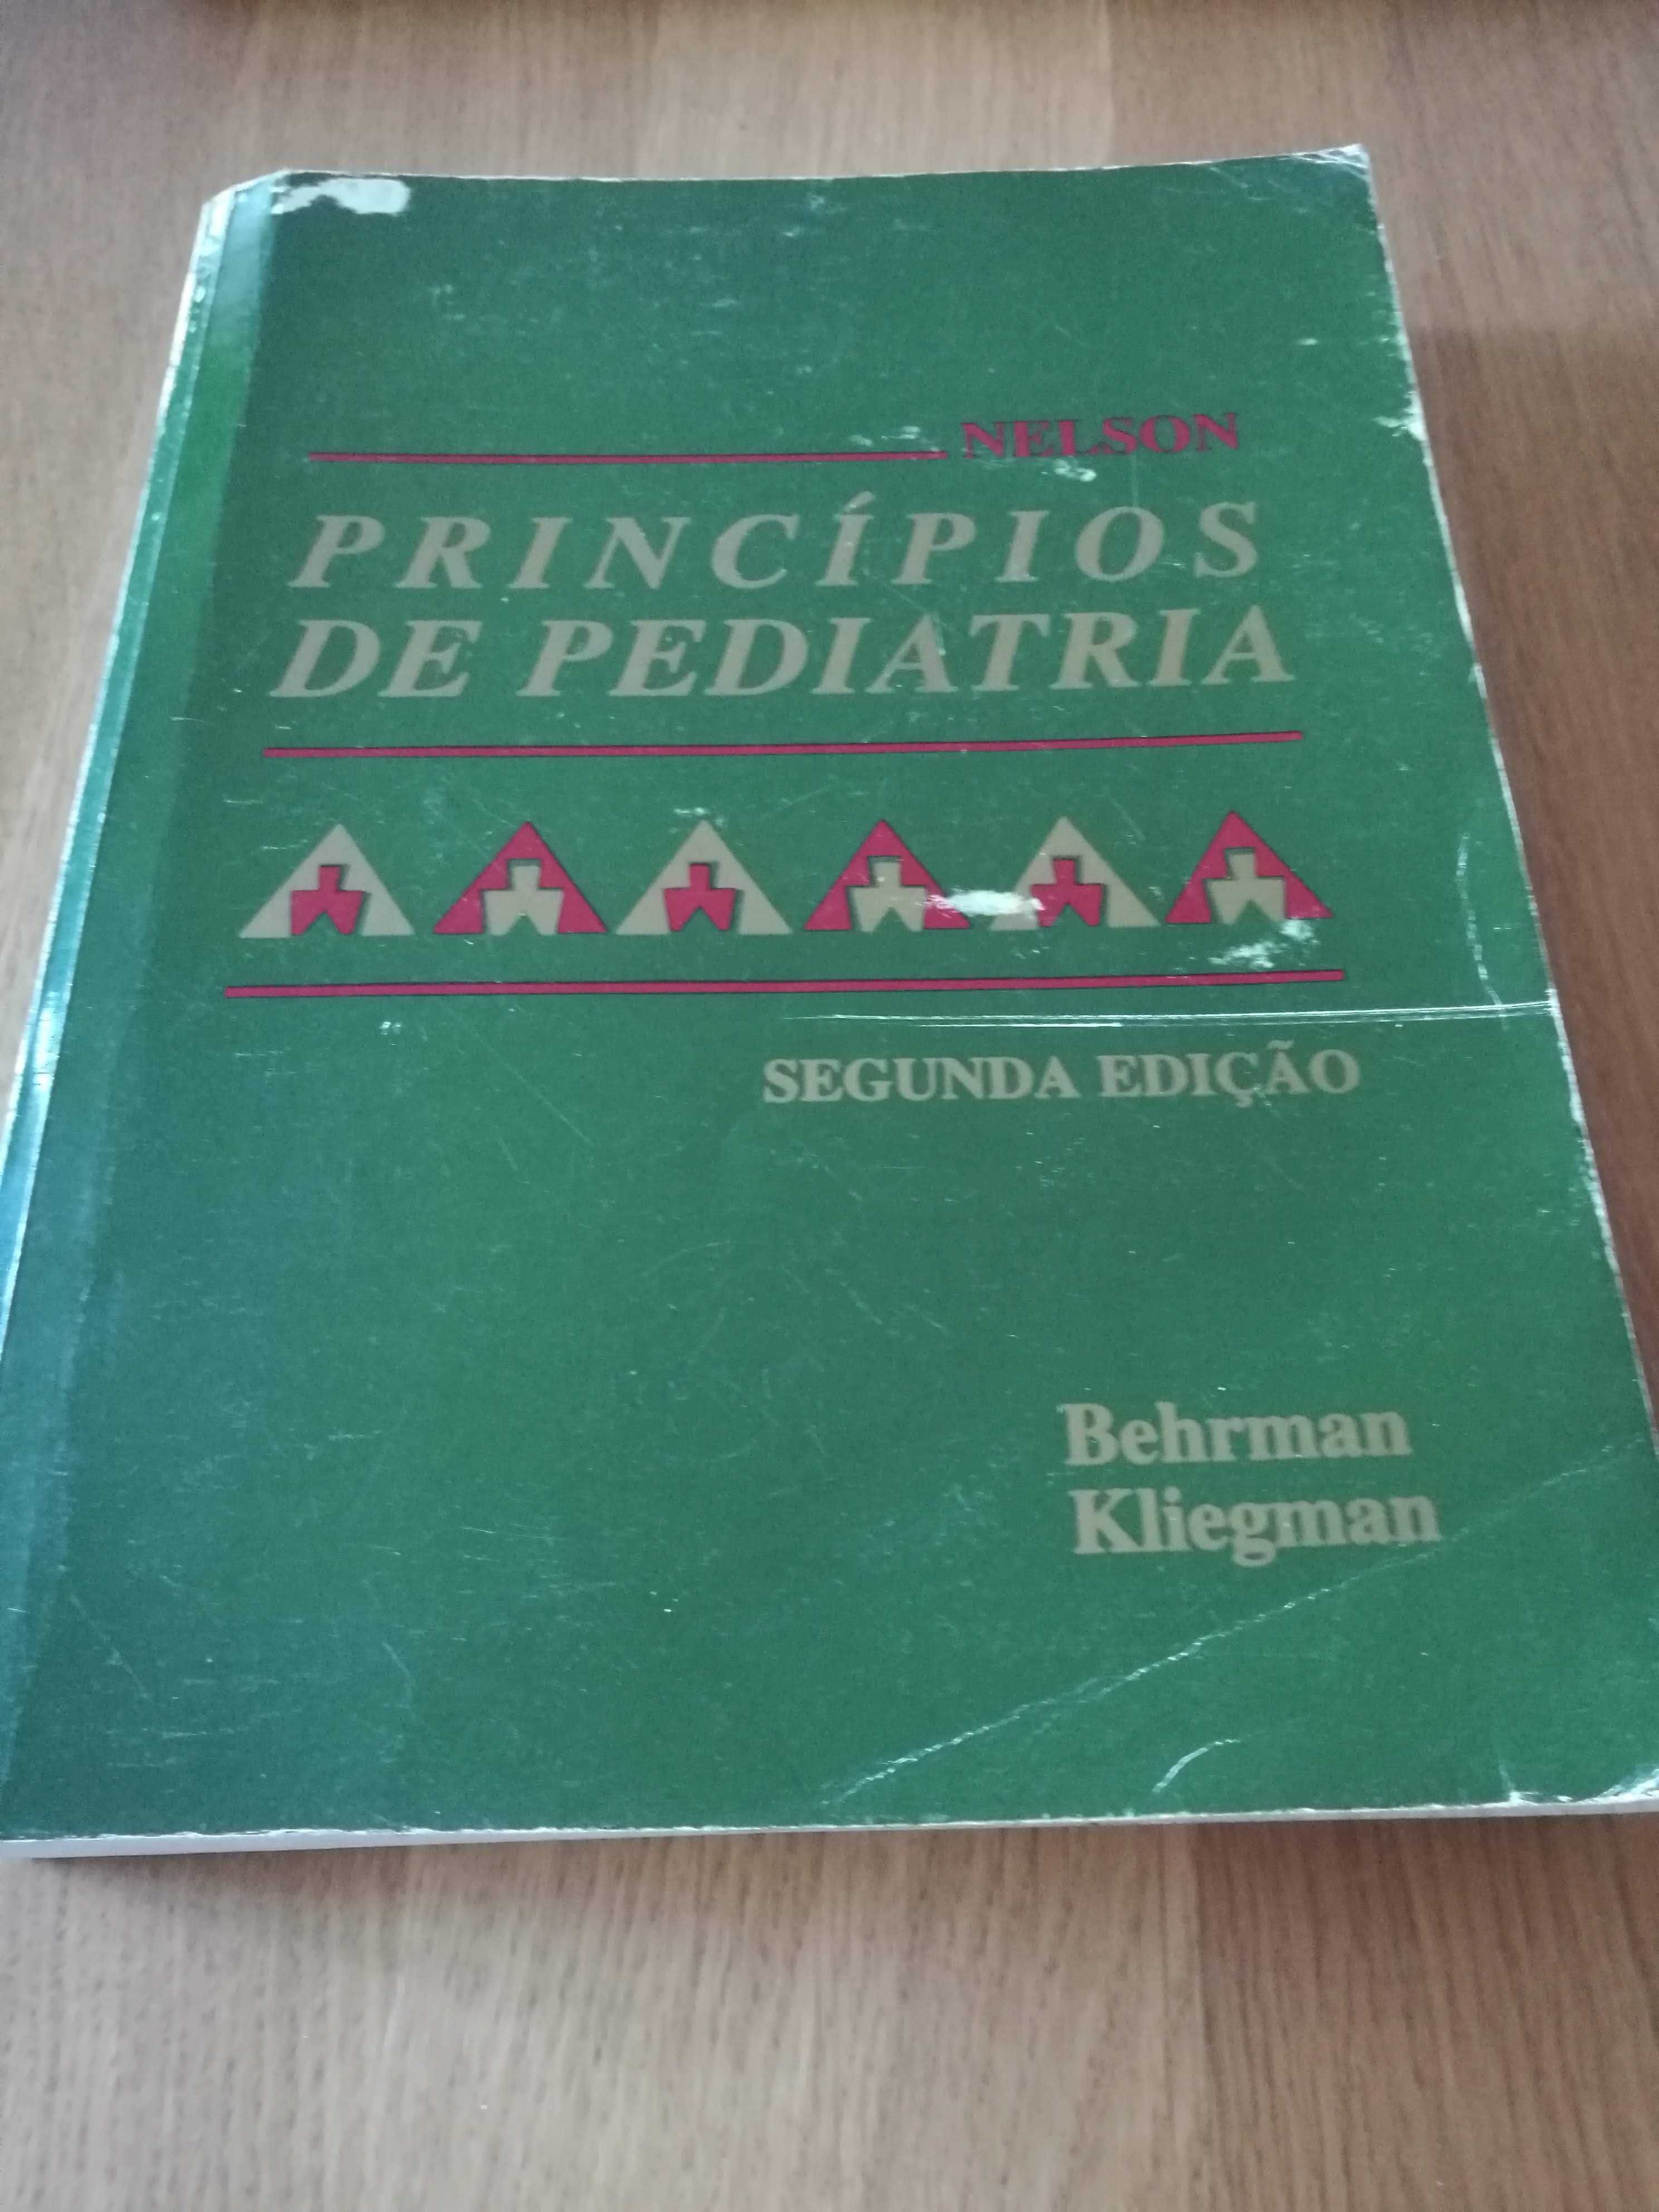 NELSON
PRINCÍPIOS
DE PEDIATRIA
SEGUNDA EDIÇÃO
Behrman
Kliegman